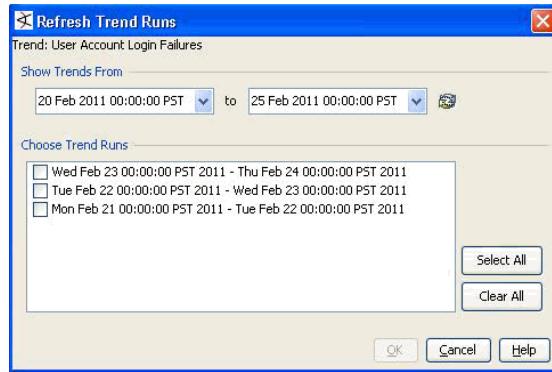 Refresh Trend Runs
Trend: User Account Login Failures
Show Trends From
20 Feb 2011 00:00:00 PST to 25 Feb 2011 00:00:00 PST
Choose Trend Runs
Wed Feb 23 00:00:00 PST 2011 - Thu Feb 24 00:00:00 PST 2011
Tue Feb 22 00:00:00 PST 2011 - Wed Feb 23 00:00:00 PST 2011
Mon Feb 21 00:00:00 PST 2011 - Tue Feb 22 00:00:00 PST 2011
Select All
Clear All
OK Cancel Help